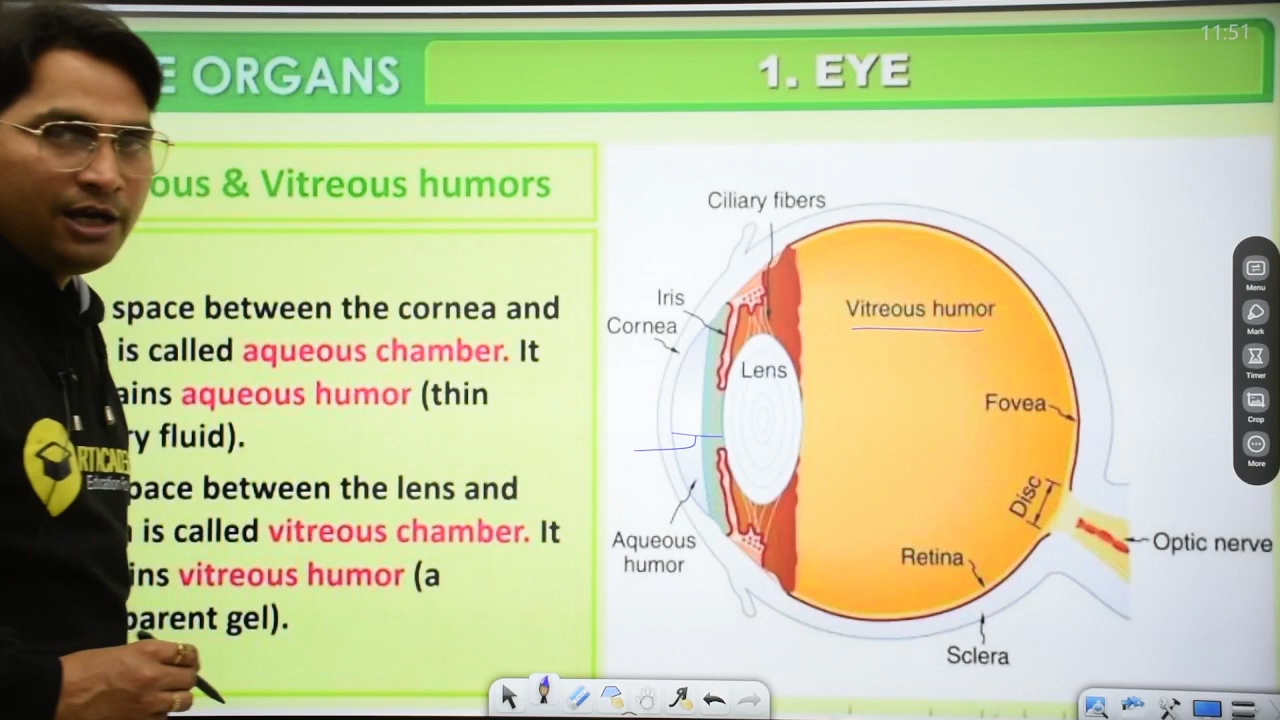 11:51
E ORGANS
1. EYE
ous & Vitreous humors
space between the cornea and
is called aqueous chamber. It
ains aqueous humor (thin
ry fluid).
pace between the lens and
is called vitreous chamber. It
ins vitreous humor (a
parent gel).
Ciliary fibers
Iris
Cornea
Lens
Vitreous humor
Fovea
Disc
Aqueous
humor
Retina
Optic nerve
Sclera
Menu
Mark
Timer
Crop
More
Education